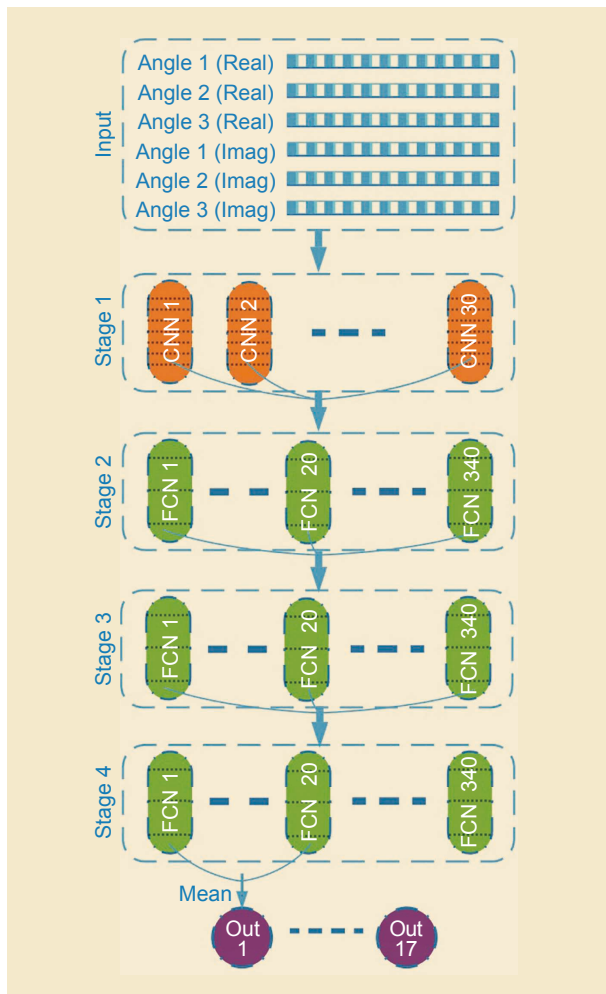 Input
Angle 1 (Real)
Angle 2 (Real)
Angle 3 (Real)
Angle 1 (Imag)
Angle 2 (Imag)
Angle 3 (Imag)
Stage 1
CNN 1
CNN 2
CNN 30
Stage 2
FCN 1
FCN 20
FCN 340
Stage 3
FCN 1
FCN 20
FCN 340
Stage 4
FCN 1
FCN 20
FCN 340
Mean
Out
1
Out
17